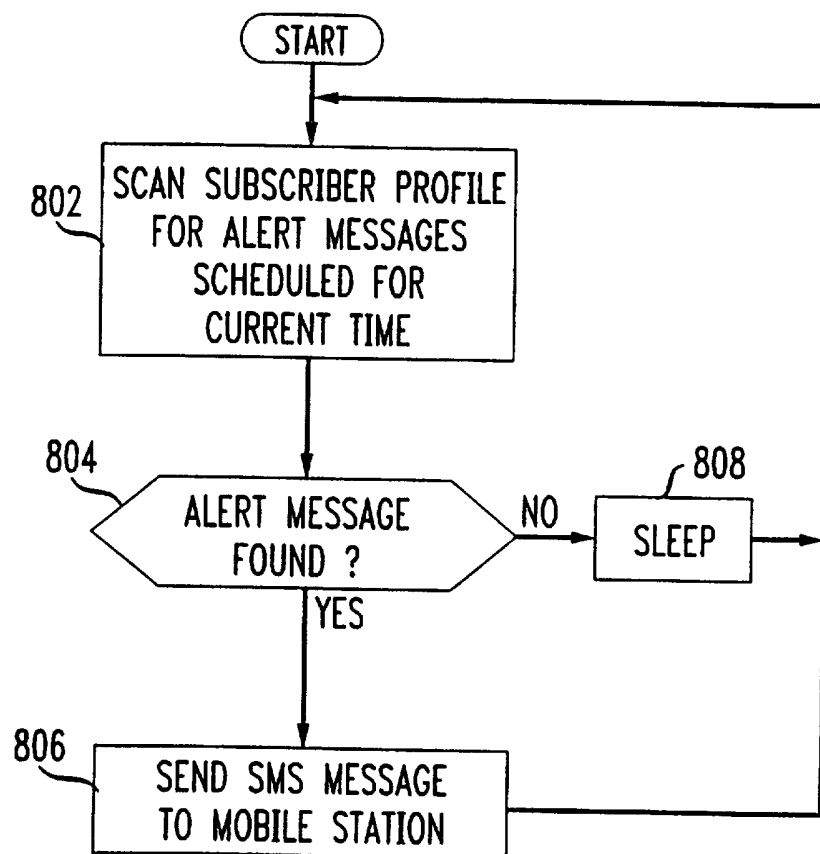 START
802
SCAN SUBSCRIBER PROFILE
FOR ALERT MESSAGES
SCHEDULED FOR
CURRENT TIME
804
ALERT MESSAGE
FOUND ?
NO
808
SLEEP
YES
806
SEND SMS MESSAGE
TO MOBILE STATION